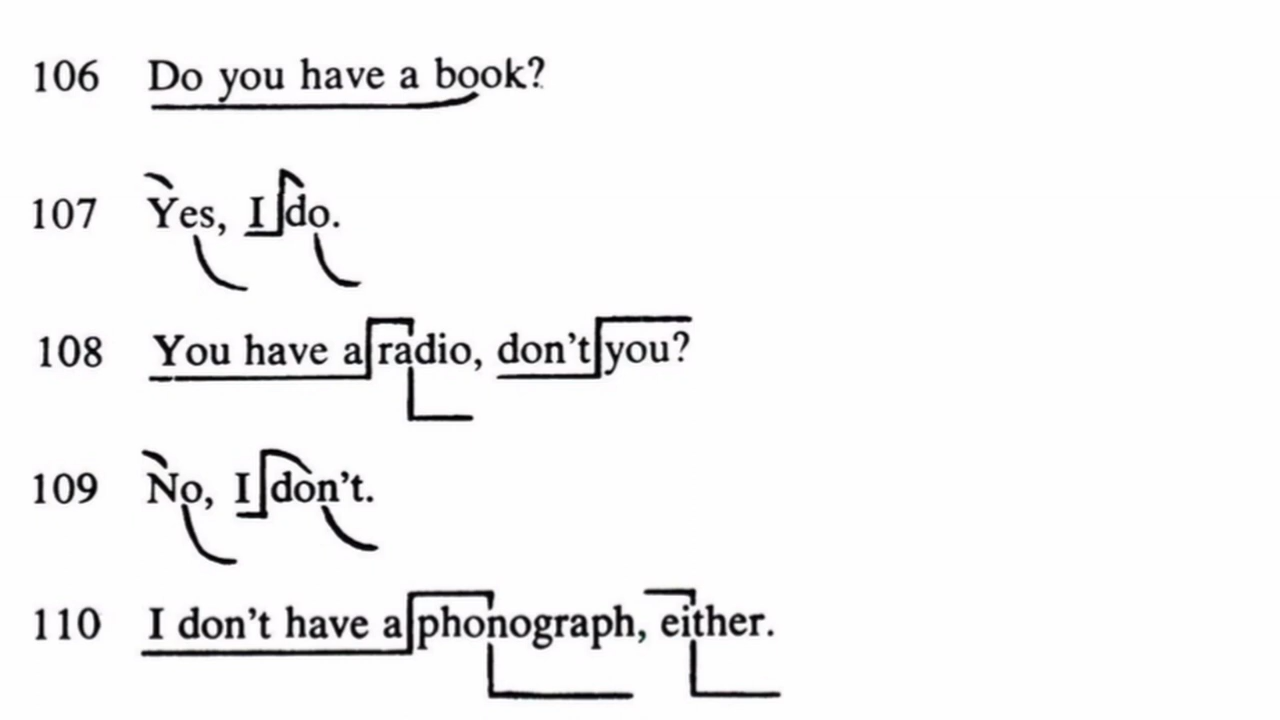 106 Do you have a book?
107 Yes, I do.
108 You have a radio, don't you?
109 No, I don't.
110 I don't have a phonograph, either.